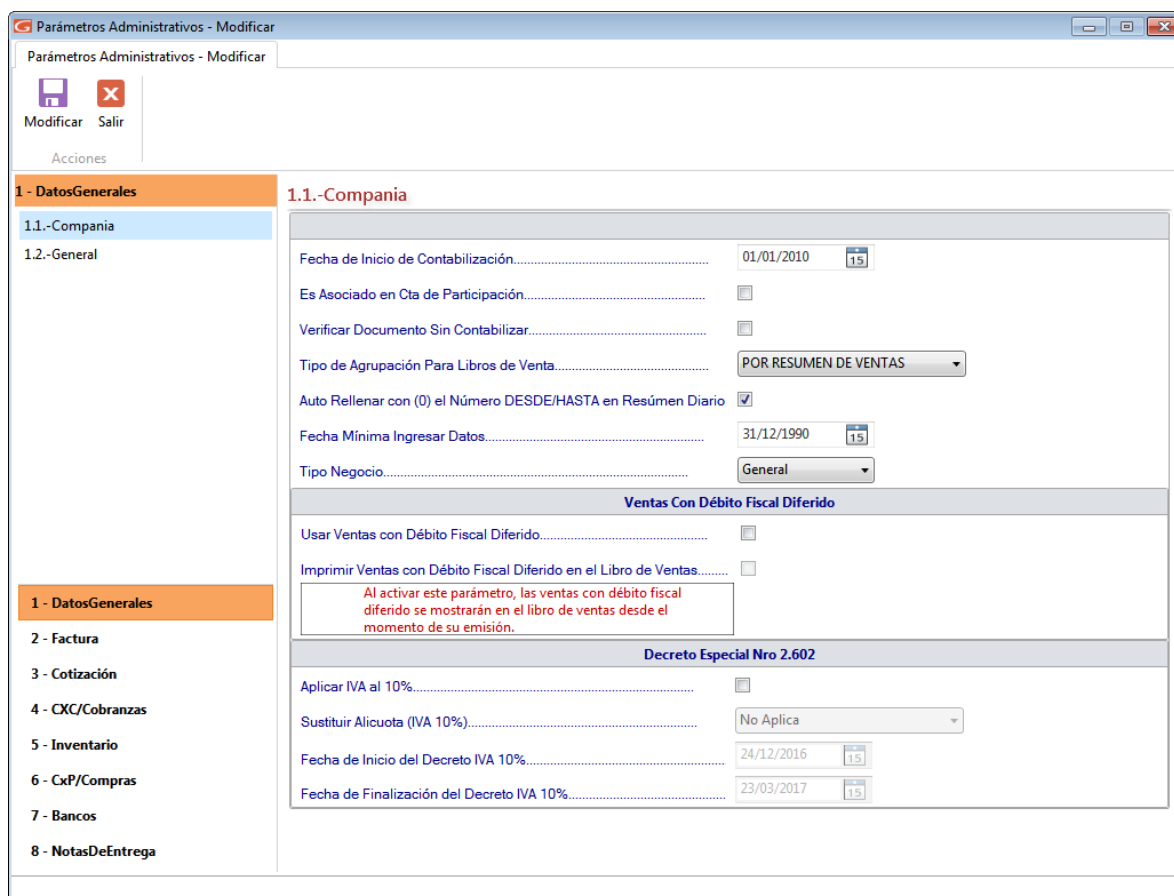 Parámetros Administrativos - Modificar
Parámetros Administrativos - Modificar
Modificar Salir
Acciones
1 - DatosGenerales
1.1.-Compania
1.2.-General
1.1.-Compania
Fecha de Inicio de Contabilización.......................................................... 01/01/2010 15
Es Asociado en Cta de Participación......................................................
Verificar Documento Sin Contabilizar.....................................................
Tipo de Agrupación Para Libros de Venta.............................................. POR RESUMEN DE VENTAS
Auto Rellenar con (0) el Número DESDE/HASTA en Resúmen Diario
Fecha Mínima Ingresar Datos................................................................. 31/12/1990 15
Tipo Negocio........................................................................................... General
Ventas Con Débito Fiscal Diferido
Usar Ventas con Débito Fiscal Diferido..................................................
Imprimir Ventas con Débito Fiscal Diferido en el Libro de Ventas.........
Al activar este parámetro, las ventas con débito fiscal
diferido se mostrarán en el libro de ventas desde el
momento de su emisión.
Decreto Especial Nro 2.602
Aplicar IVA al 10%...................................................................................
Sustituir Alicuota (IVA 10%).................................................................... No Aplica
Fecha de Inicio del Decreto IVA 10%........................................................... 24/12/2016 15
Fecha de Finalización del Decreto IVA 10%............................................... 23/03/2017 15
1 - DatosGenerales
2 - Factura
3 - Cotización
4 - CXC/Cobranzas
5 - Inventario
6 - CxP/Compras
7 - Bancos
8 - NotasDeEntrega